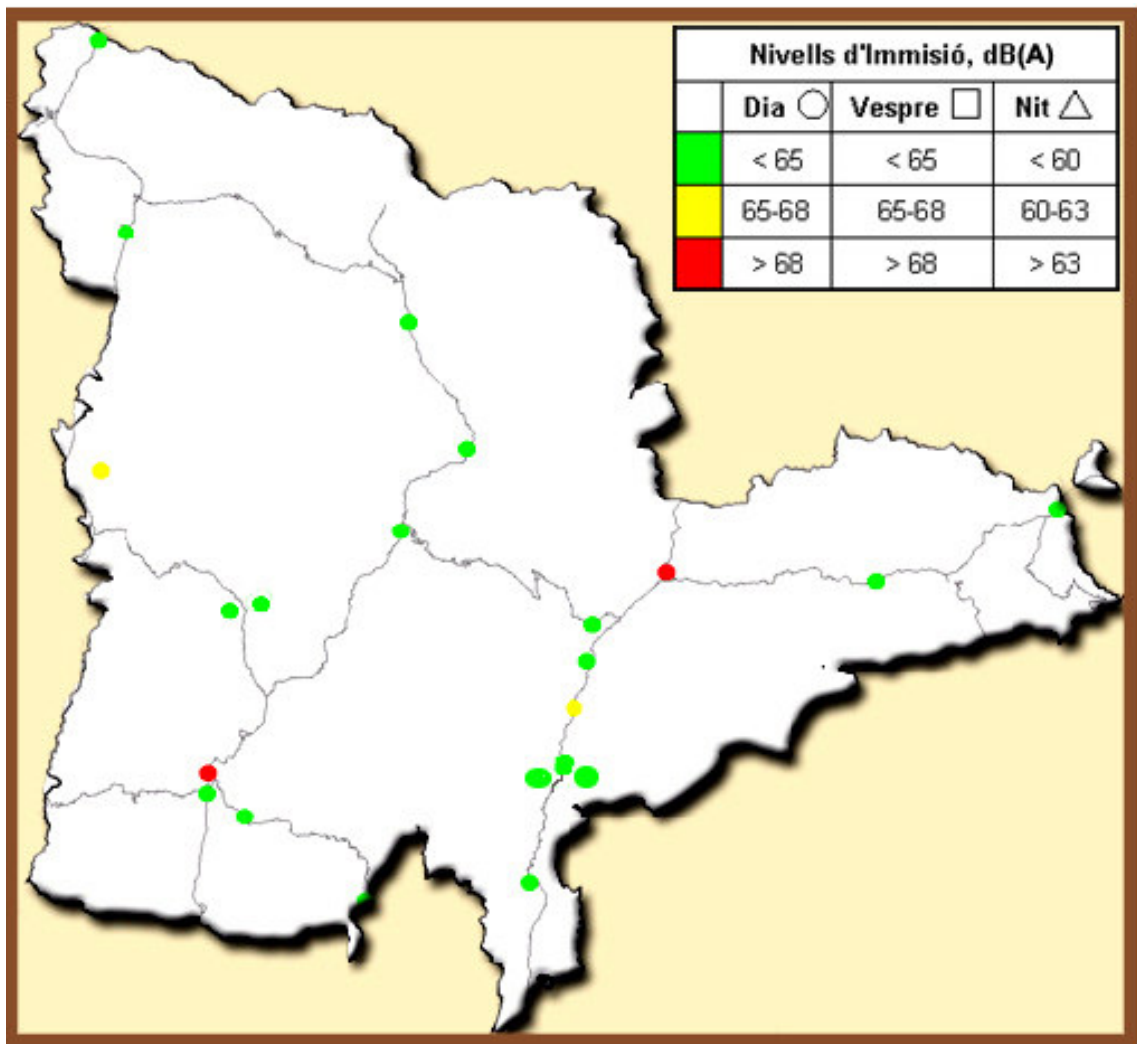 Nivells d'Immisió, dB(A)
Dia Vespre Nit
< 65 < 65 < 60
65-68 65-68 60-63
> 68 > 68 > 63